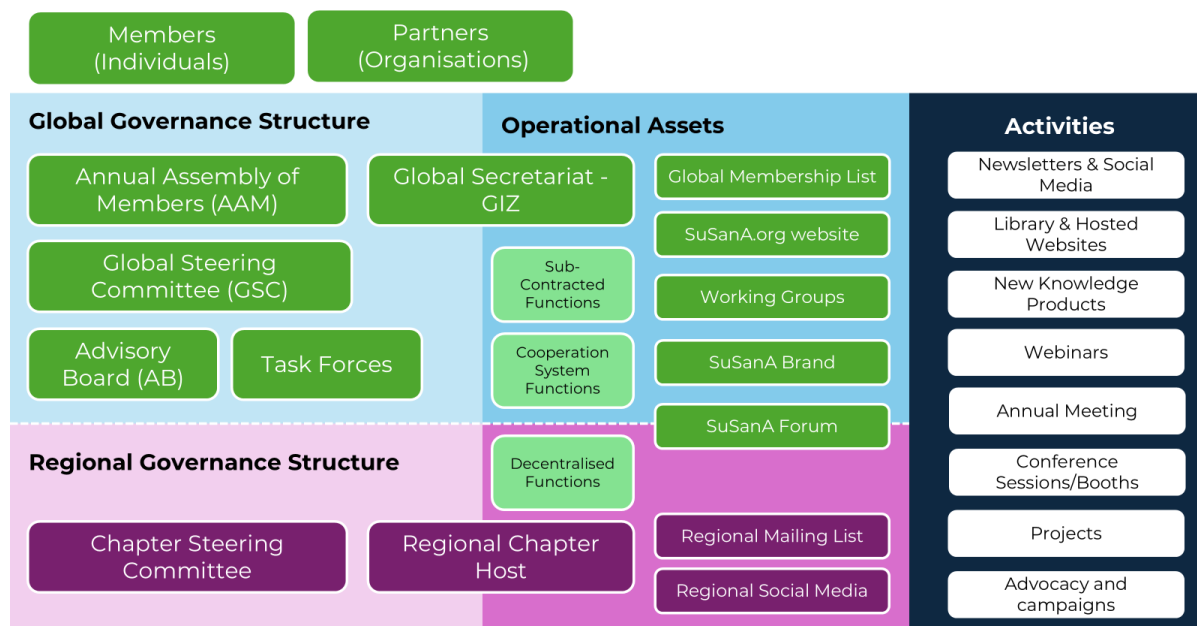 Members
(Individuals)
Partners
(Organisations)
Global Governance Structure
Annual Assembly of
Members (AAM)
Global Steering
Committee (GSC)
Advisory
Board (AB)
Task Forces
Operational Assets
Global Secretariat -
GIZ
Sub-
Contracted
Functions
Cooperation
System
Functions
Decentralised
Functions
Global Membership List
SuSanA.org website
Working Groups
SuSanA Brand
SuSanA Forum
Regional Governance Structure
Chapter Steering
Committee
Regional Chapter
Host
Regional Mailing List
Regional Social Media
Activities
Newsletters & Social
Media
Library & Hosted
Websites
New Knowledge
Products
Webinars
Annual Meeting
Conference
Sessions/Booths
Projects
Advocacy and
campaigns